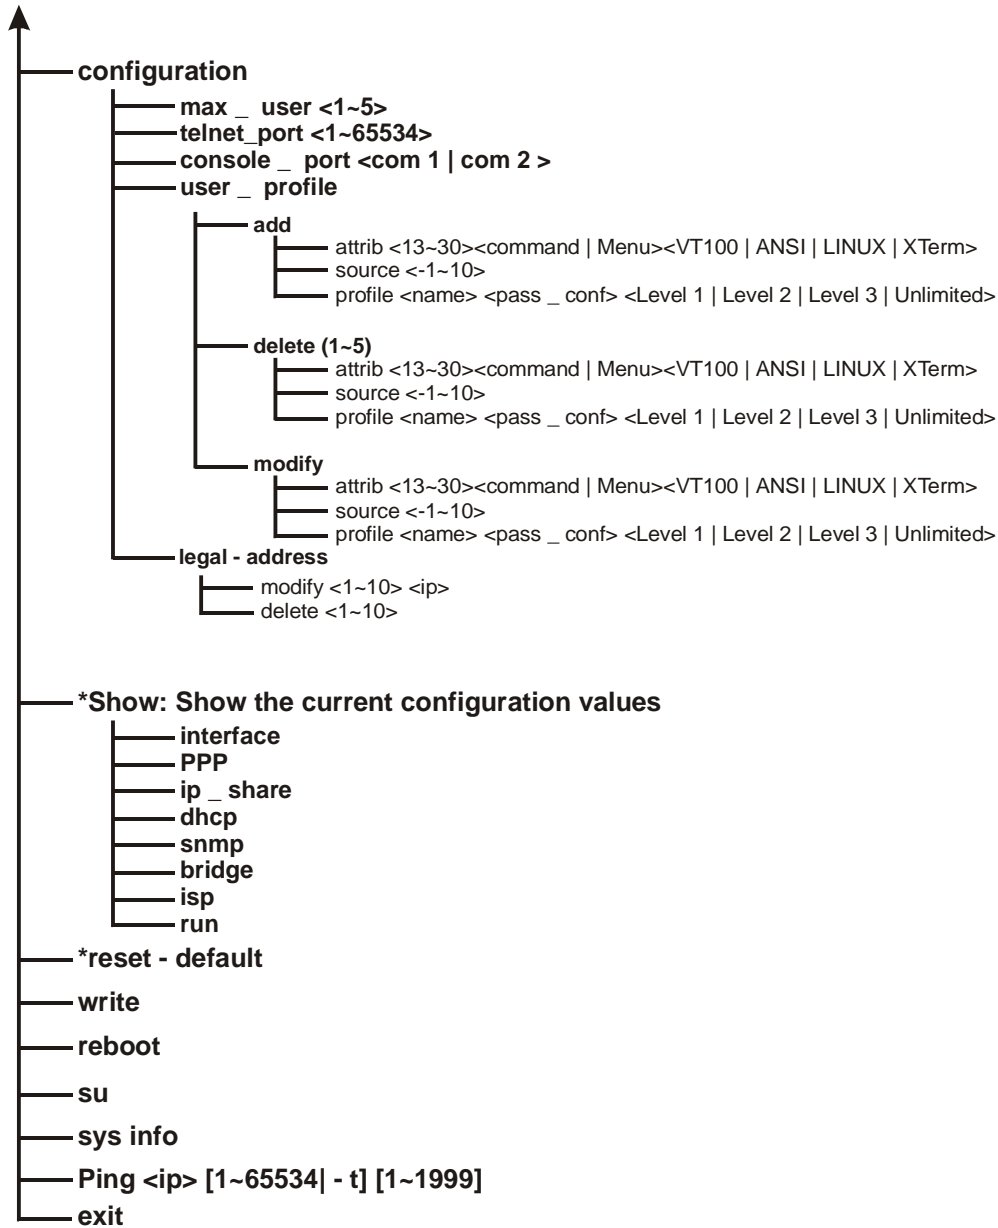 configuration
max _ user <1~5>
telnet_port <1~65534>
console _ port <com 1 | com 2 >
user _ profile
add
attrib <13~30><command | Menu><VT100 | ANSI | LINUX | XTerm>
source <-1~10>
profile <name> <pass _ conf> <Level 1 | Level 2 | Level 3 | Unlimited>
delete (1~5)
attrib <13~30><command | Menu><VT100 | ANSI | LINUX | XTerm>
source <-1~10>
profile <name> <pass _ conf> <Level 1 | Level 2 | Level 3 | Unlimited>
modify
attrib <13~30><command | Menu><VT100 | ANSI | LINUX | XTerm>
source <-1~10>
profile <name> <pass _ conf> <Level 1 | Level 2 | Level 3 | Unlimited>
legal - address
modify <1~10> <ip>
delete <1~10>
*Show: Show the current configuration values
interface
PPP
ip _ share
dhcp
snmp
bridge
isp
run
*reset - default
write
reboot
su
sys info
Ping <ip> [1~65534| - t] [1~1999]
exit